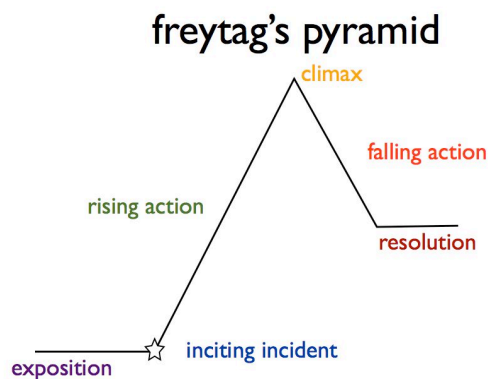 freytag's pyramid
climax
falling action
rising action
resolution
inciting incident
exposition